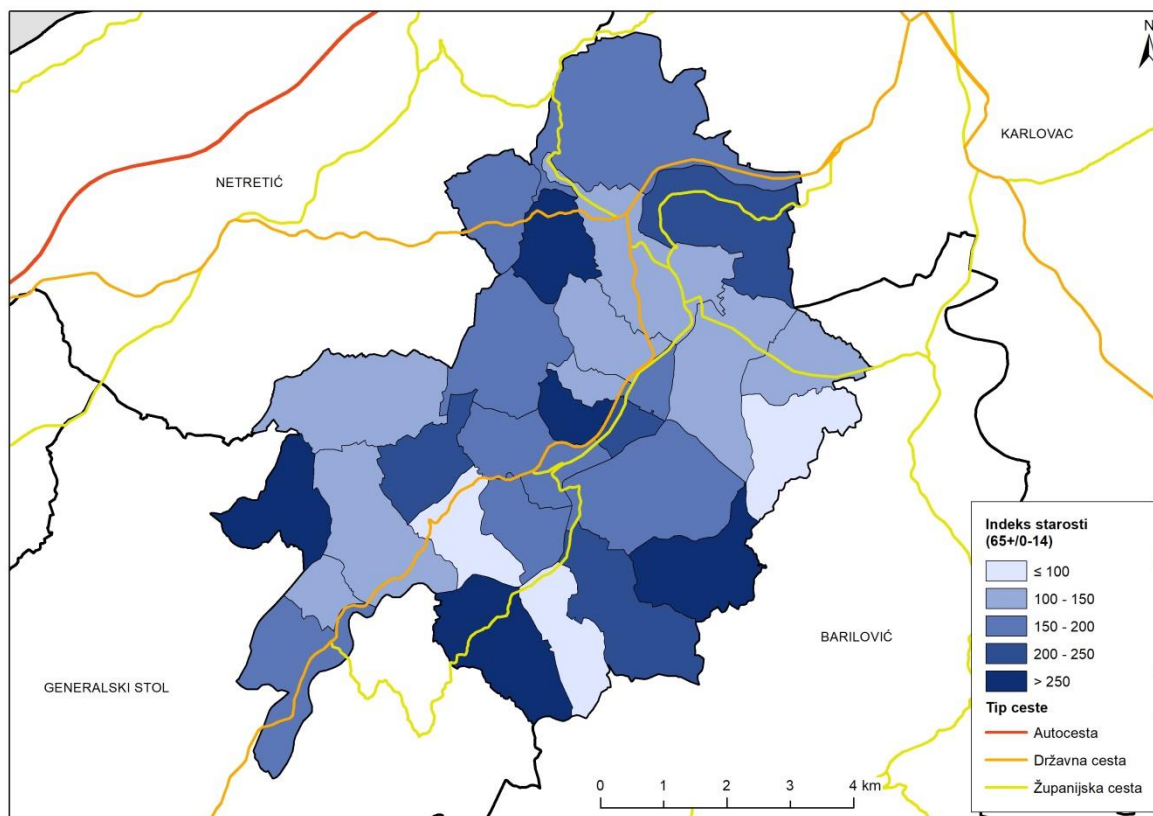 N
KARLOVAC
NETRETIĆ
GENERALSKI STOL
BARILOVIĆ
Indeks starosti
(65+/0-14)
≤ 100
100 - 150
150 - 200
200 - 250
> 250
Tip ceste
Autocesta
Državna cesta
Županijska cesta
0 1 2 3 4 km